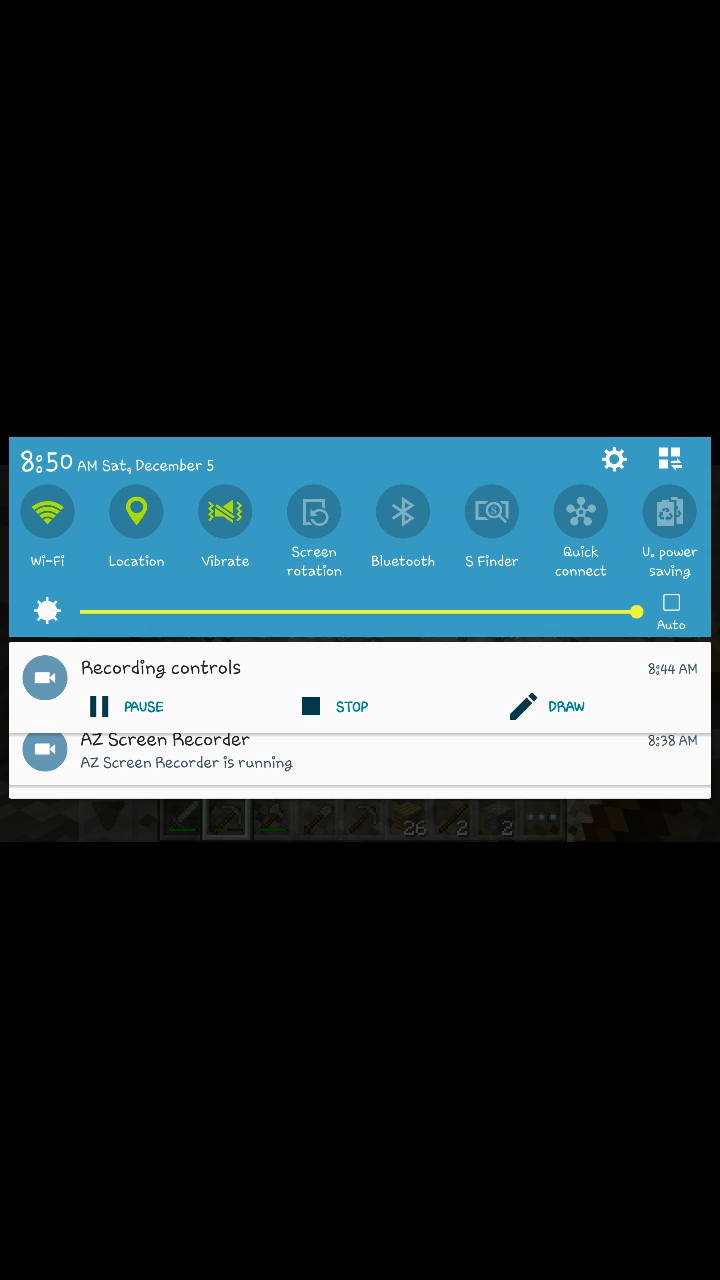 8:50 AM Sat, December 5
Wi-Fi
Location
Vibrate
Screen
rotation
Bluetooth
S Finder
Quick
connect
U. power
saving
Auto
Recording controls
8:44 AM
PAUSE
STOP
DRAW
AZ Screen Recorder
8:38 AM
AZ Screen Recorder is running
26
2
2